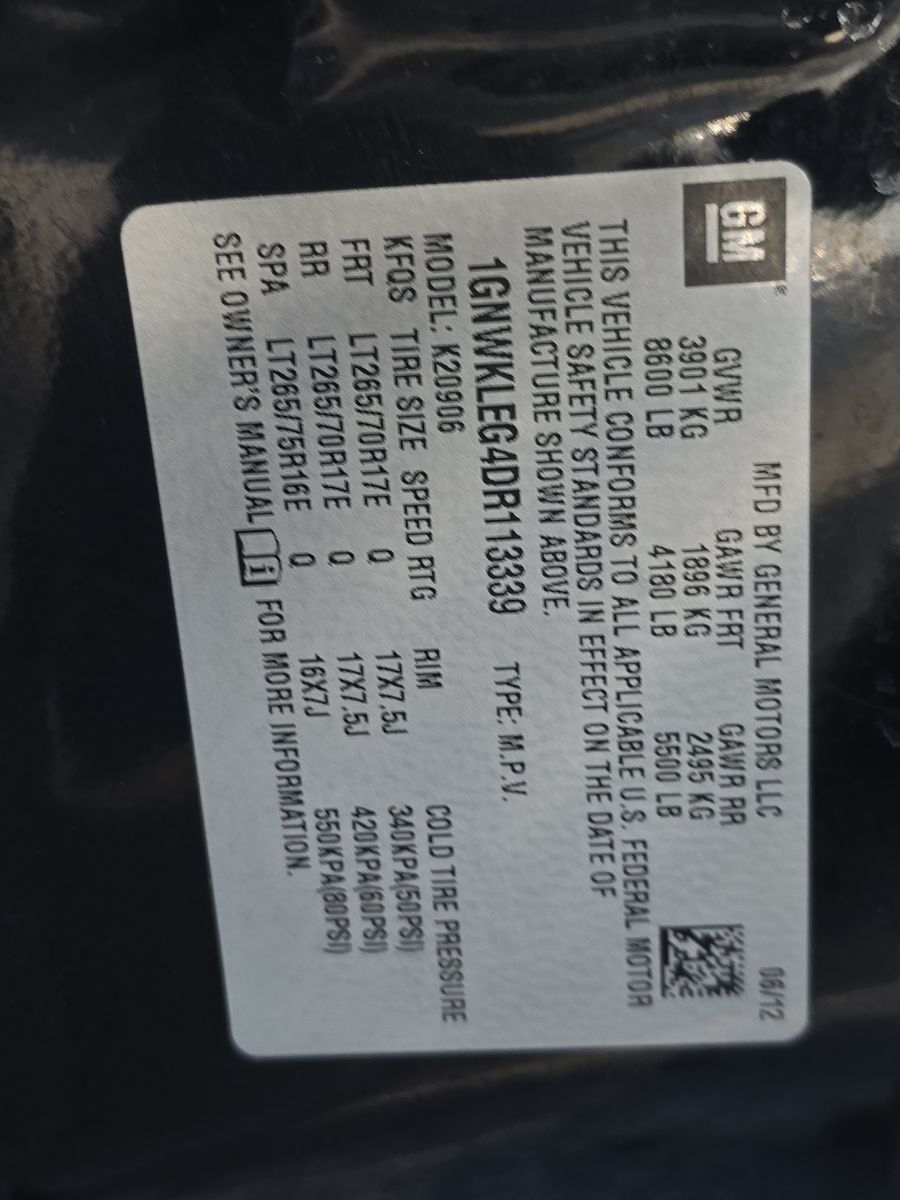 GM®
MFD BY GENERAL MOTORS LLC 06/12
GVWR GAWR FRT GAWR RR
3901 KG 1896 KG 2495 KG
8600 LB 4180 LB 5500 LB
THIS VEHICLE CONFORMS TO ALL APPLICABLE U.S. FEDERAL MOTOR
VEHICLE SAFETY STANDARDS IN EFFECT ON THE DATE OF
MANUFACTURE SHOWN ABOVE.
1GNWKLEG4DR113339 TYPE: M.P.V.
MODEL: K20906
KFQS TIRE SIZE SPEED RTG RIM COLD TIRE PRESSURE
FRT LT265/70R17E Q 17X7.5J 340KPA(50PSI)
RR LT265/70R17E Q 17X7.5J 420KPA(60PSI)
SPA LT265/75R16E Q 16X7J 550KPA(80PSI)
SEE OWNER'S MANUAL i FOR MORE INFORMATION.